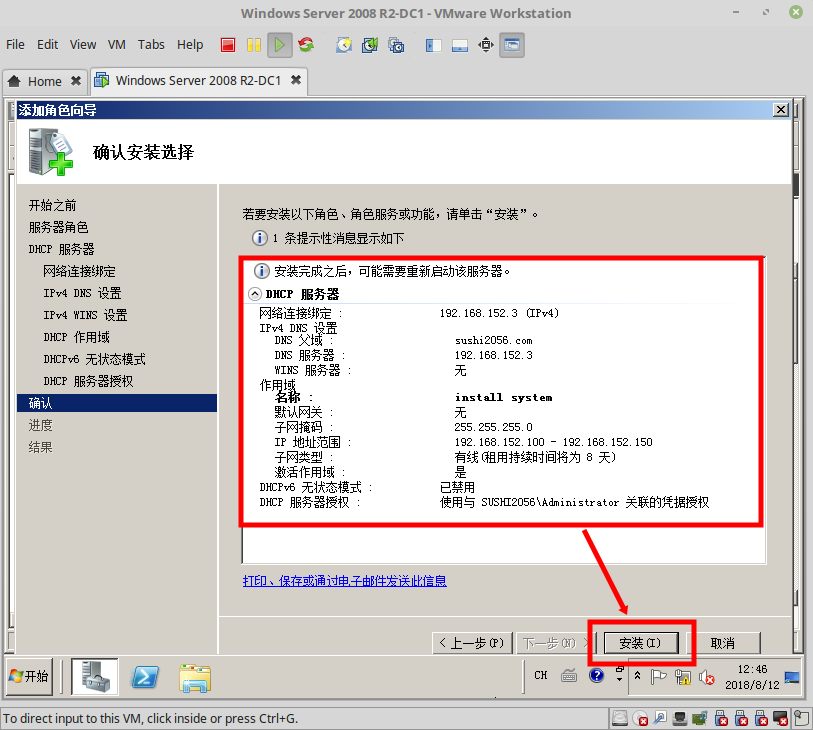 Windows Server 2008 R2-DC1 - VMware Workstation
File Edit View VM Tabs Help
Home Windows Server 2008 R2-DC1
添加角色向导
确认安装选择
开始之前
服务器角色
DHCP 服务器
网络连接绑定
IPv4 DNS 设置
IPv4 WINS 设置
DHCP 作用域
DHCPv6 无状态模式
DHCP 服务器授权
确认
进度
结果
若要安装以下角色、角色服务或功能，请单击“安装”。
1 条提示性消息显示如下
安装完成之后，可能需要重新启动该服务器。
DHCP 服务器
网络连接绑定 : 192.168.152.3 (IPv4)
IPv4 DNS 设置
DNS 父域 : sushi2056.com
DNS 服务器 : 192.168.152.3
WINS 服务器 : 无
作用域
名称 : install system
默认网关 : 无
子网掩码 : 255.255.255.0
IP 地址范围 : 192.168.152.100 - 192.168.152.150
子网类型 : 有线(租用持续时间将为 8 天)
激活作用域 : 是
DHCPv6 无状态模式 : 已禁用
DHCP 服务器授权 : 使用与 SUSHI2056\Administrator 关联的凭据授权
打印、保存或通过电子邮件发送此信息
< 上一步(P) 下一步(N) > 安装(I) 取消
开始 CH 12:46
2018/8/12
To direct input to this VM, click inside or press Ctrl+G.